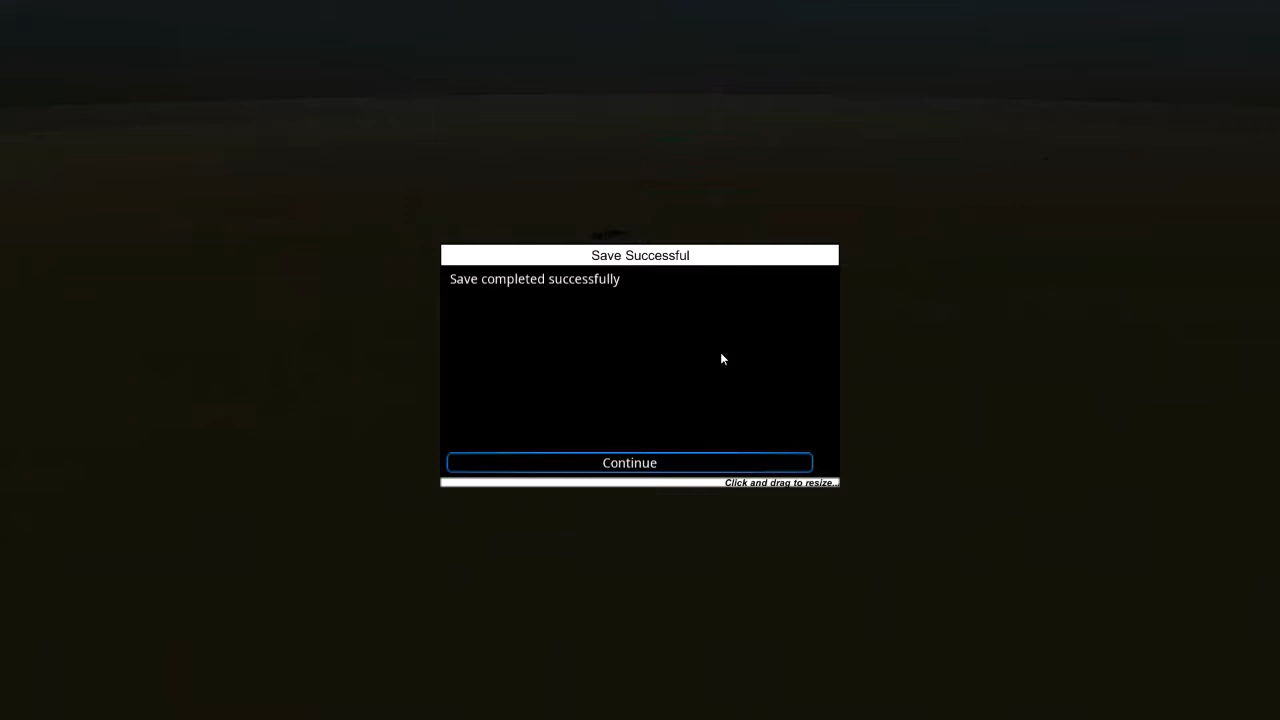 Save Successful
Save completed successfully
Continue
Click and drag to resize...